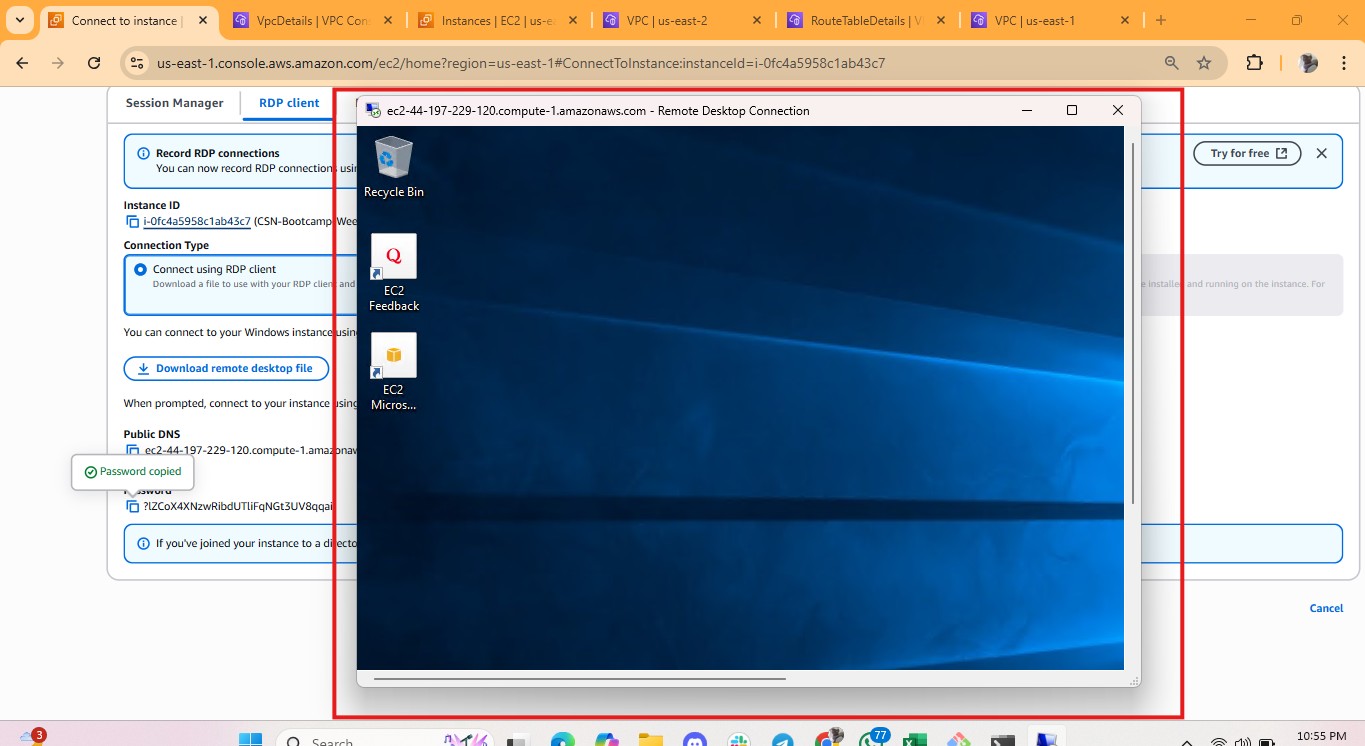 Connect to instance |
VpcDetails | VPC Con
Instances | EC2 | us-ea
VPC | us-east-2
RouteTableDetails | V
VPC | us-east-1
us-east-1.console.aws.amazon.com/ec2/home?region=us-east-1#ConnectToInstance:instanceId=i-0fc4a5958c1ab43c7
Session Manager
RDP client
ec2-44-197-229-120.compute-1.amazonaws.com - Remote Desktop Connection
Record RDP connections
You can now record RDP connections usin
Try for free
Instance ID
i-0fc4a5958c1ab43c7 (CSN-Bootcamp-Wee
Connection Type
Connect using RDP client
Download a file to use with your RDP client and
e installed and running on the instance. For
You can connect to your Windows instance usin
Download remote desktop file
When prompted, connect to your instance using
Public DNS
ec2-44-197-229-120.compute-1.amazonaw
Password copied
Password
If you've joined your instance to a directo
Cancel
Recycle Bin
Q
EC2
Feedback
EC2
Micros...
3
Search
77
10:55 PM